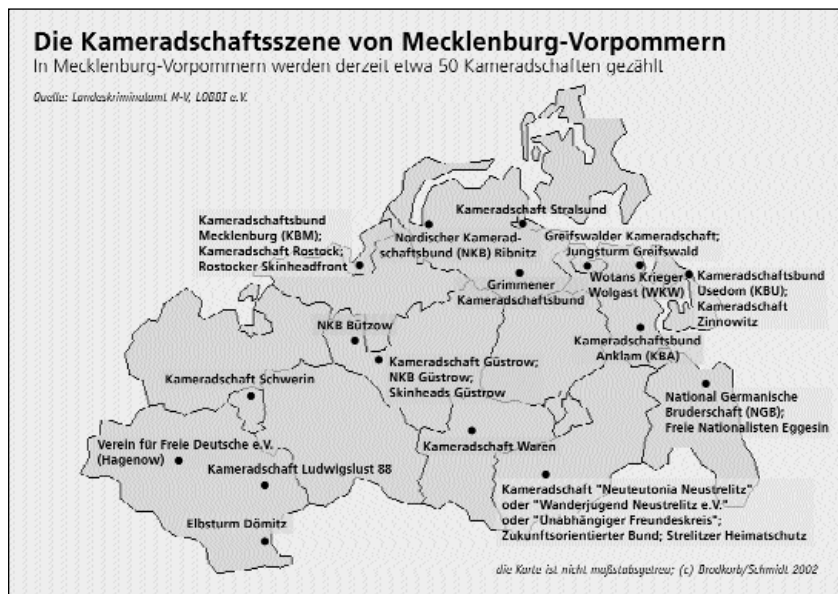 Die Kameradschaftsszene von Mecklenburg-Vorpommern
In Mecklenburg-Vorpommern werden derzeit etwa 50 Kameradschaften gezählt
Quelle: Landeskriminalamt M-V, LOBBI e.V.
Kameradschaftsbund
Mecklenburg (KBM);
Kameradschaft Rostock;
Rostocker Skinheadfront
Nordischer Kamerad-
schaftsbund (NKB) Ribnitz
Kameradschaft Stralsund
Greifswalder Kameradschaft;
Jungsturm Greifswald
Grimmener
Kameradschaftsbund
Wotans Krieger
Wolgast (WKW)
Kameradschaftsbund
Usedom (KBU);
Kameradschaft
Zinnowitz
NKB Bützow
Kameradschaft Güstrow;
NKB Güstrow;
Skinheads Güstrow
Kameradschaftsbund
Anklam (KBA)
Kameradschaft Schwerin
National Germanische
Bruderschaft (NGB);
Freie Nationalisten Eggesin
Verein für Freie Deutsche e.V.
(Hagenow)
Kameradschaft Waren
Kameradschaft Ludwigslust 88
Kameradschaft "Neuteutonia Neustrelitz"
oder "Wanderjugend Neustrelitz e.V."
oder "Unabhängiger Freundeskreis";
Zukunftsorientierter Bund; Strelitzer Heimatschutz
Elbsturm Dömitz
die Karte ist nicht maßstabsgetreu; (c) Brodkorb/Schmidt 2002